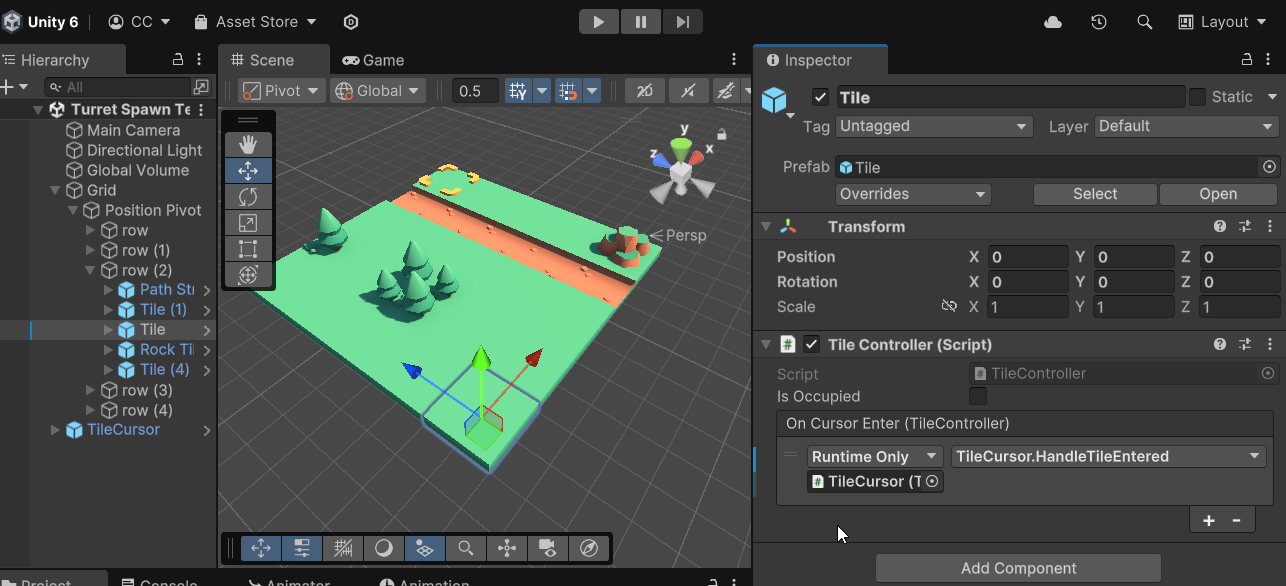 Unity 6 CC Asset Store Layout
Hierarchy
All
Turret Spawn Te
Main Camera
Directional Light
Global Volume
Grid
Position Pivot
row
row (1)
row (2)
Path Str
Tile (1)
Tile
Rock Til
Tile (4)
row (3)
row (4)
TileCursor
Scene Game
Pivot Global 0.5 2D
y
x
z
Persp
Inspector
Tile Static
Tag Untagged Layer Default
Prefab Tile
Overrides Select Open
Transform
Position X 0 Y 0 Z 0
Rotation X 0 Y 0 Z 0
Scale X 1 Y 1 Z 1
# Tile Controller (Script)
Script # TileController
Is Occupied
On Cursor Enter (TileController)
Runtime Only TileCursor.HandleTileEntered
# TileCursor (T
+ -
Add Component
Project Console Animator Animation